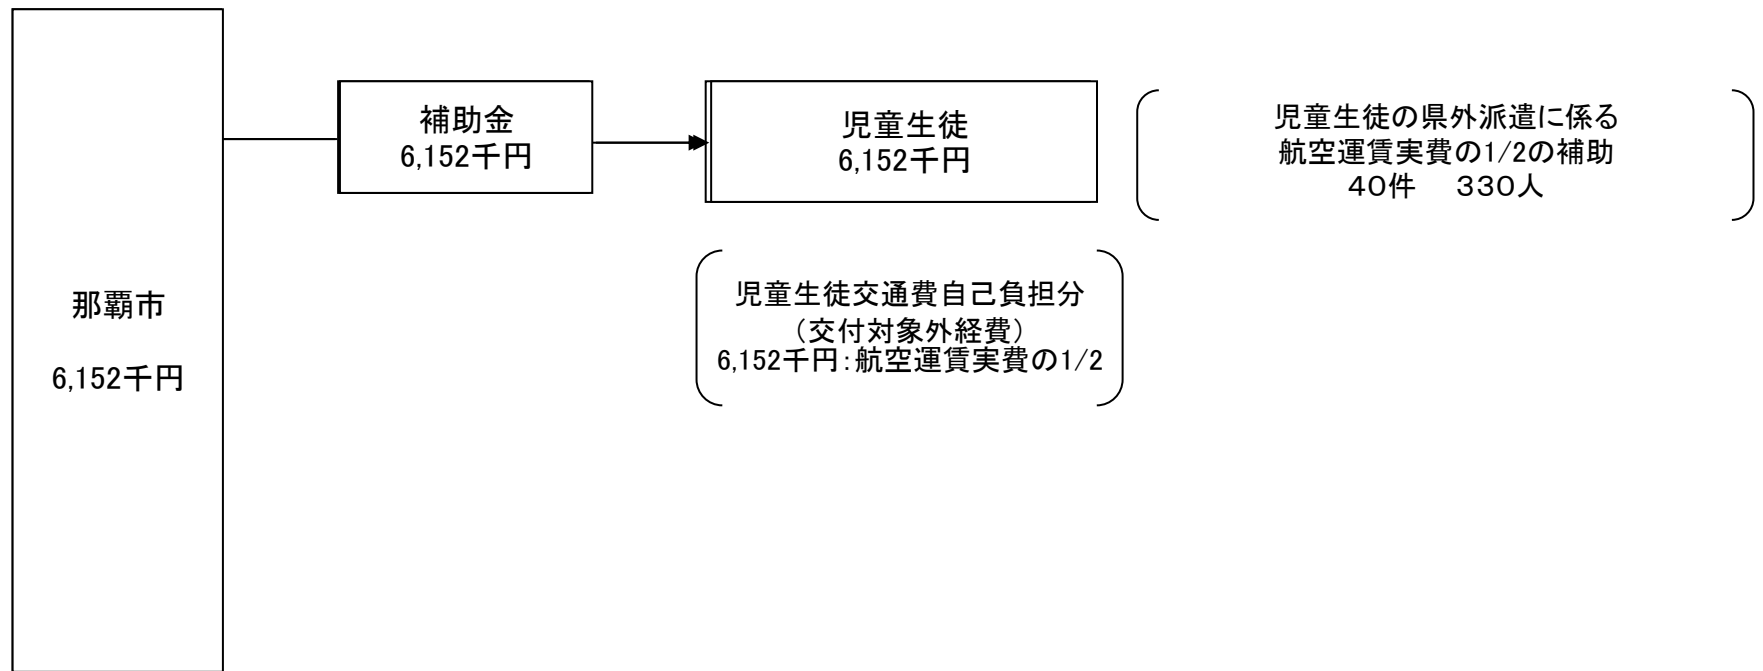 那覇市
6,152千円
補助金
6,152千円
児童生徒
6,152千円
児童生徒の県外派遣に係る
航空運賃実費の1/2の補助
40件　330人
児童生徒交通費自己負担分
（交付対象外経費）
6,152千円：航空運賃実費の1/2